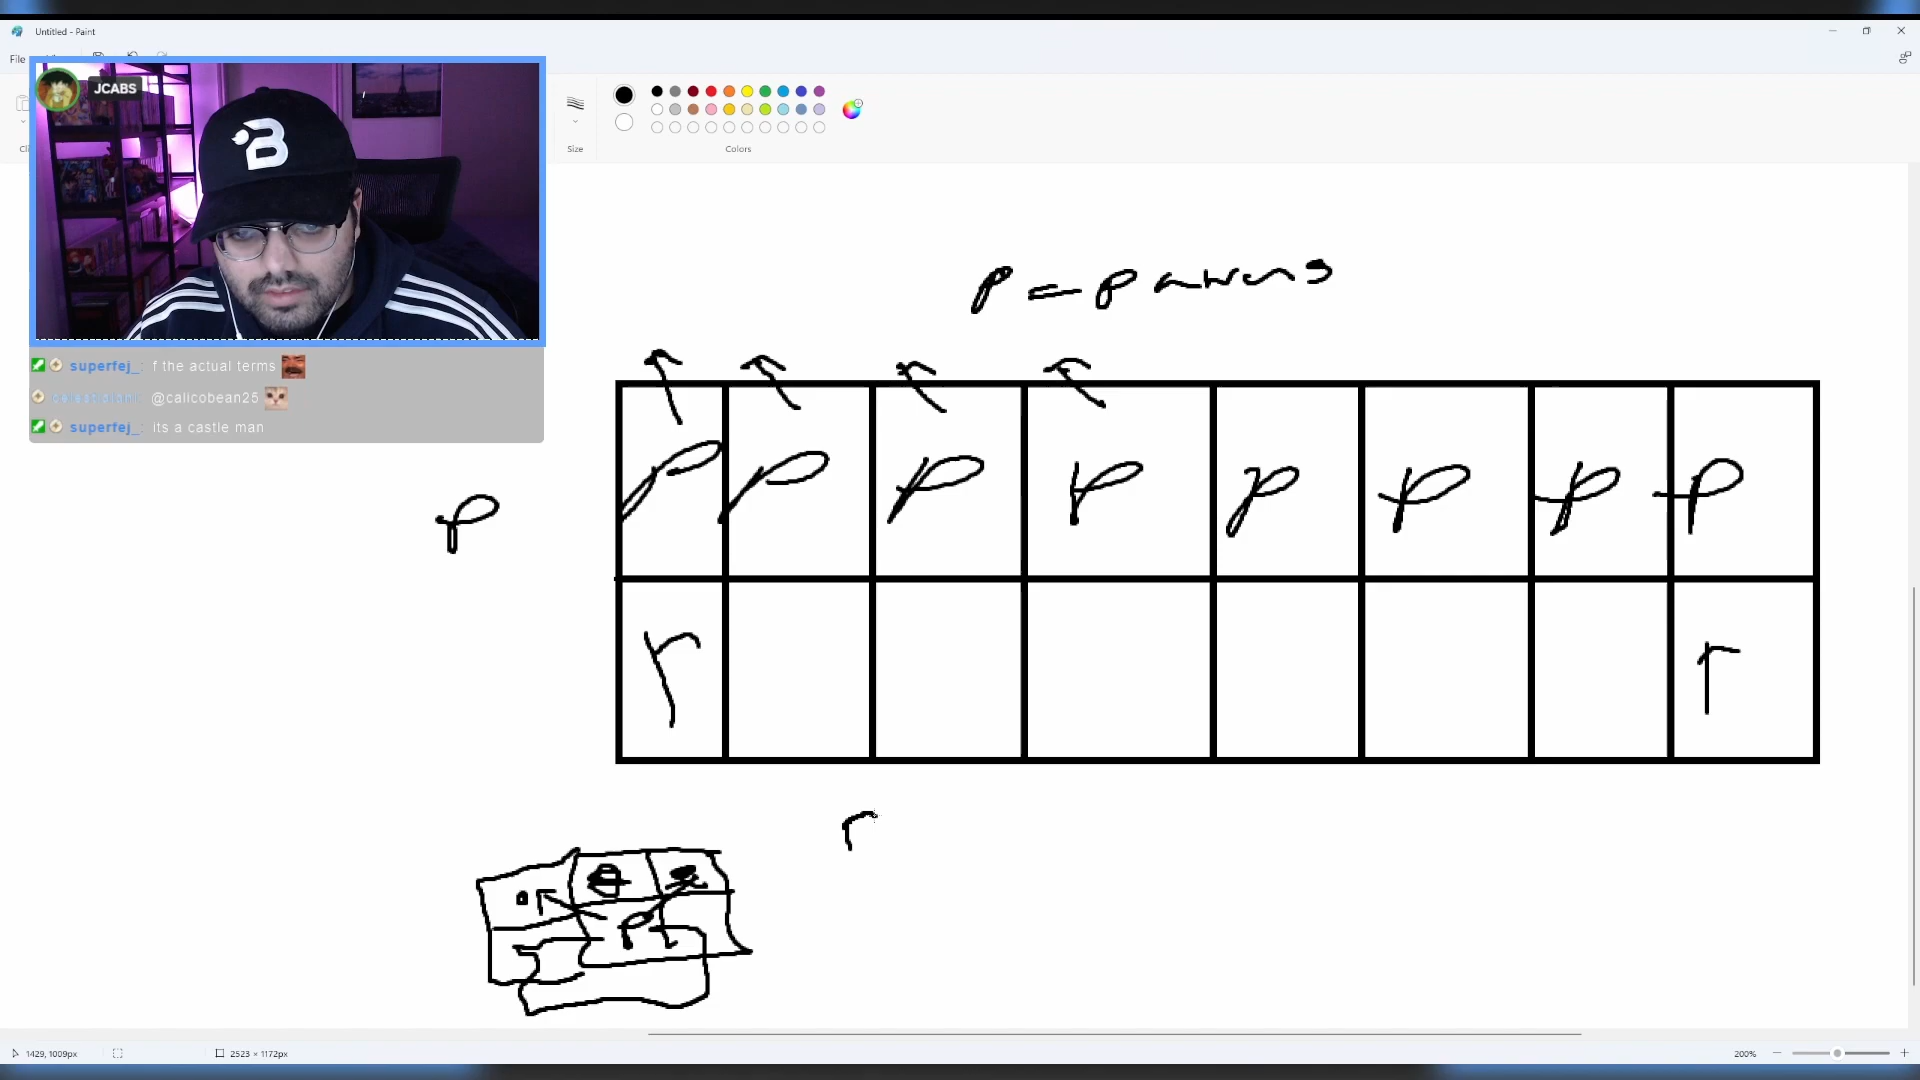 Untitled - Paint
File
JCABS
B
Size
Colors
superfej_: f the actual terms
@calicobean25
superfej_: its a castle man
p = pawns
p p p p p p p p
p
r r
r
p
1429, 1009px
2523 × 1172px
200%